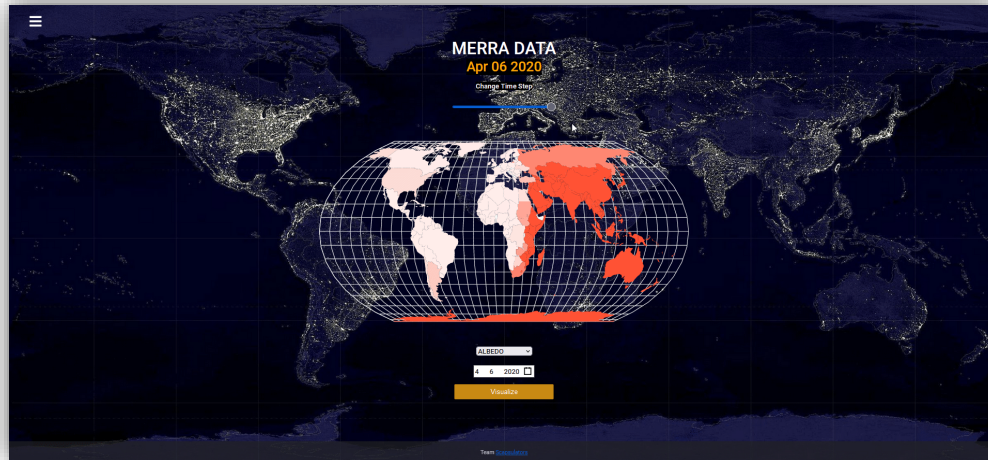 MERRA DATA
Apr 06 2020
Change Time Step
ALBEDO
4 6 2020
Visualize
Team